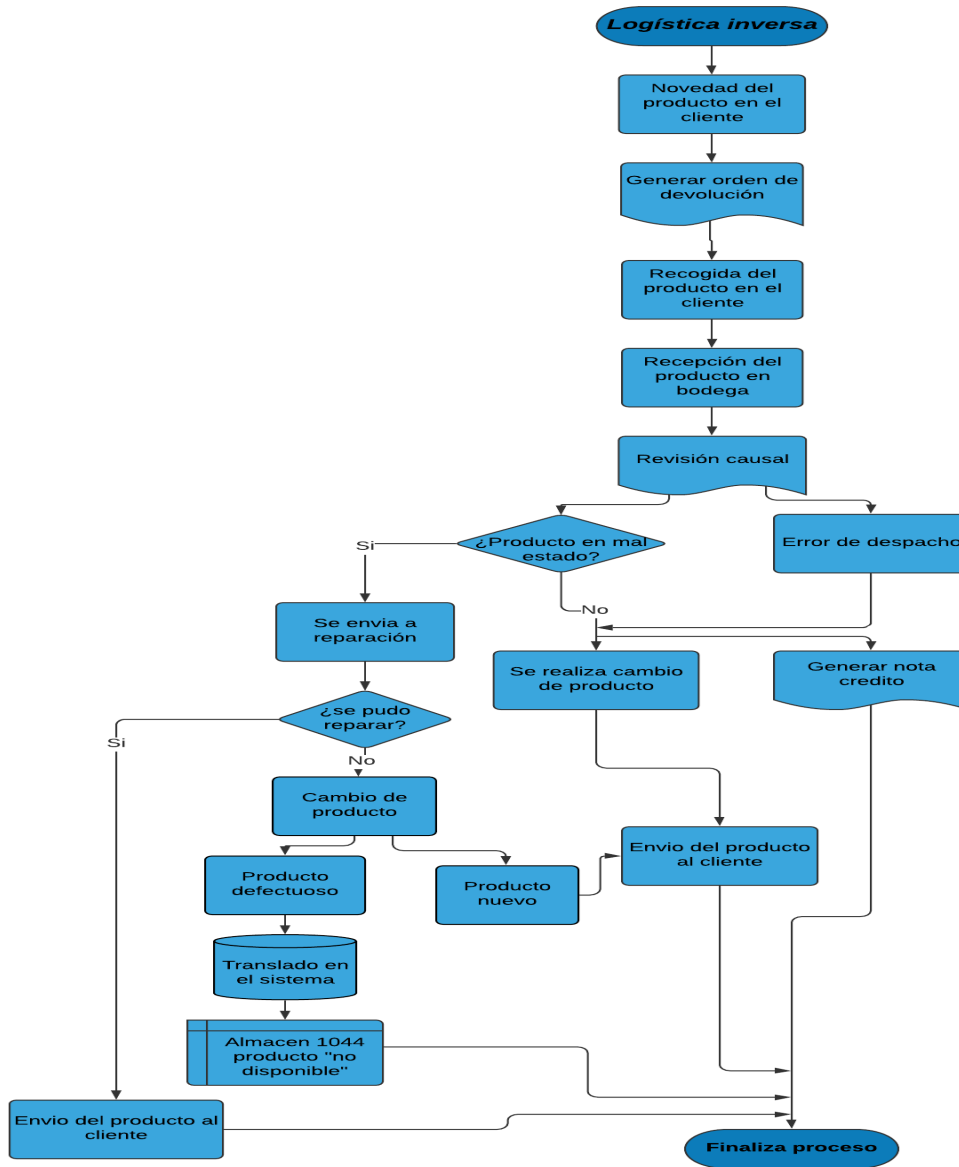 Logística inversa
Novedad del
producto en el
cliente
Generar orden de
devolución
Recogida del
producto en el
cliente
Recepción del
producto en
bodega
Revisión causal
¿Producto en mal
estado?
Error de despacho
Si
No
Se envia a
reparación
Se realiza cambio
de producto
Generar nota
credito
¿se pudo
reparar?
Si
No
Cambio de
producto
Envio del producto
al cliente
Producto
defectuoso
Producto
nuevo
Translado en
el sistema
Almacen 1044
producto "no
disponible"
Envio del producto al
cliente
Finaliza proceso